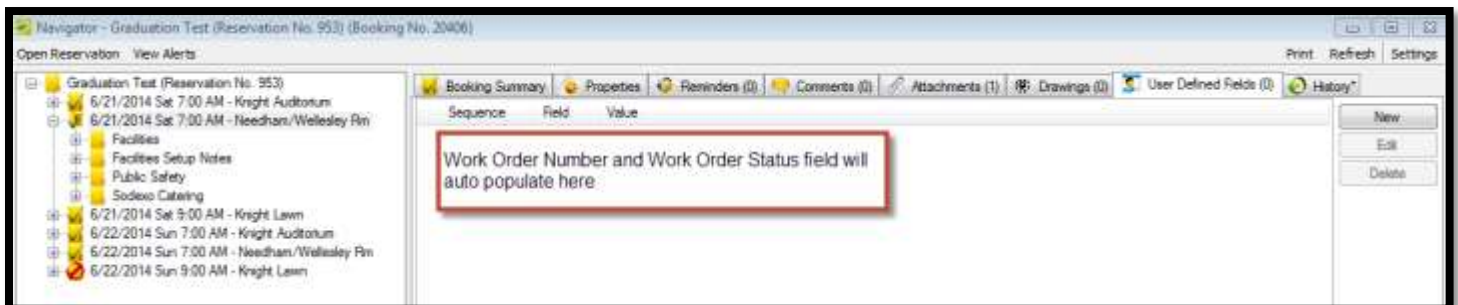 Navigator - Graduation Test (Reservation No. 953) (Booking No. 20406)
Open Reservation View Alerts
Print Refresh Settings
Graduation Test (Reservation No. 953)
6/21/2014 Sat 7:00 AM - Knight Auditorium
6/21/2014 Sat 7:00 AM - Needham/Wellesley Rm
Facilities
Facilities Setup Notes
Public Safety
Sodexo Catering
6/21/2014 Sat 9:00 AM - Knight Lawn
6/22/2014 Sun 7:00 AM - Knight Auditorium
6/22/2014 Sun 7:00 AM - Needham/Wellesley Rm
6/22/2014 Sun 9:00 AM - Knight Lawn
Booking Summary Properties Reminders (0) Comments (0) Attachments (1) Drawings (0) User Defined Fields (0) History*
Sequence Field Value
Work Order Number and Work Order Status field will
auto populate here
New
Edit
Delete